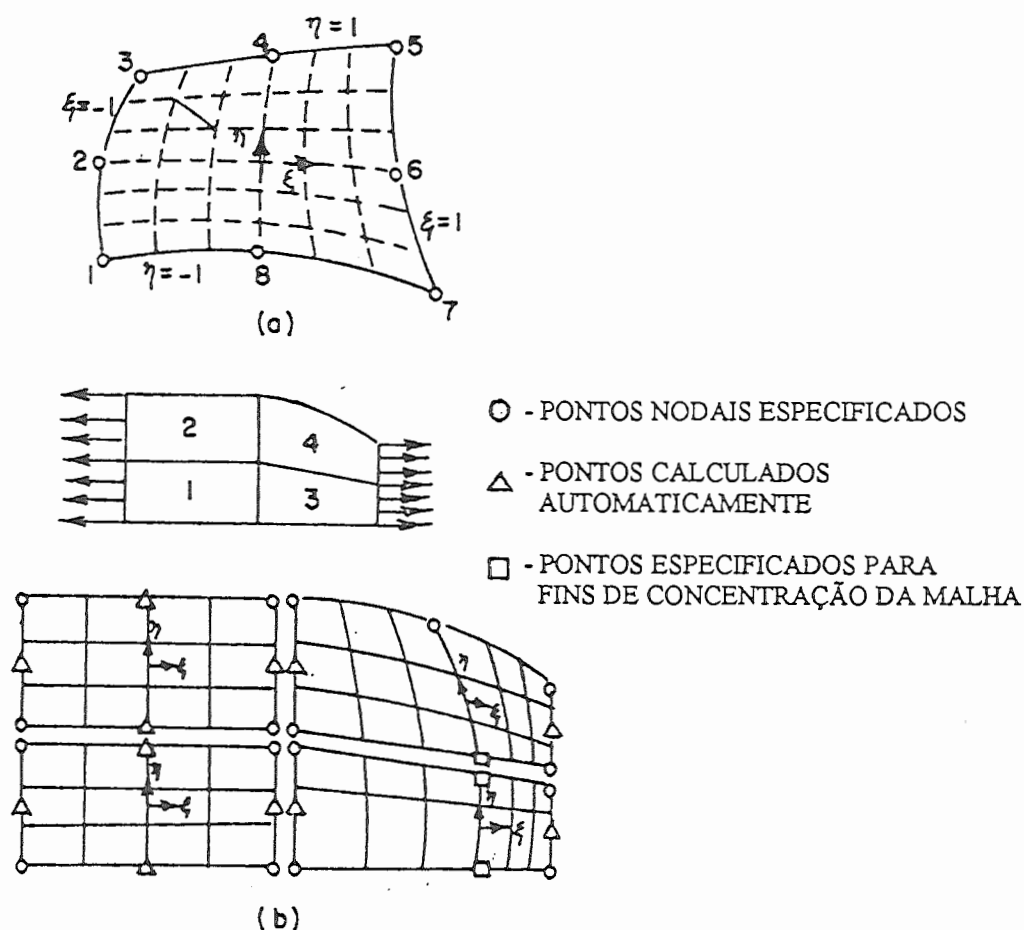 η = 1
3
4
5
ξ = -1
η
2
ξ
6
ξ = 1
1
η = -1
8
7
(a)
2
4
1
3
O - PONTOS NODAIS ESPECIFICADOS
△ - PONTOS CALCULADOS
AUTOMATICAMENTE
□ - PONTOS ESPECIFICADOS PARA
FINS DE CONCENTRAÇÃO DA MALHA
η
ξ
η
ξ
η
ξ
η
ξ
(b)